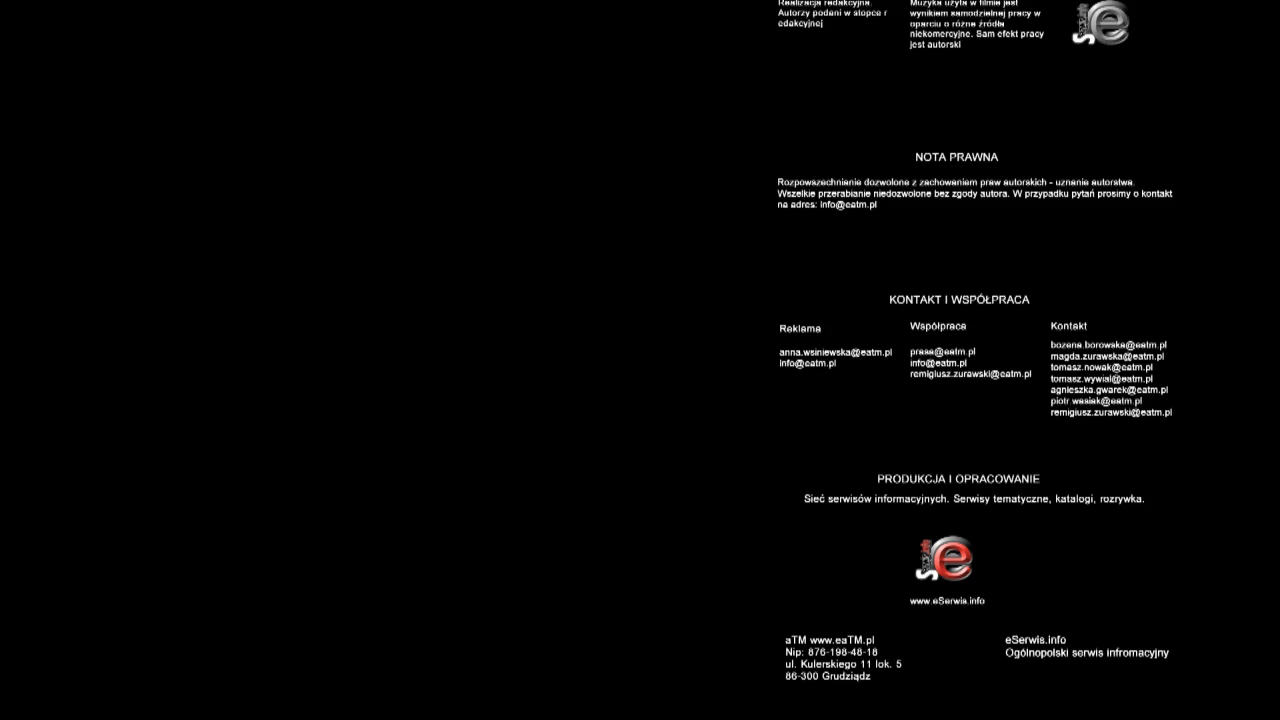 Realizacja redakcyjna.
Autorzy podani w stopce r
edakcyjnej
Muzyka użyta w filmie jest
wynikiem samodzielnej pracy w
oparciu o różne źródła
niekomercyjne. Sam efekt pracy
jest autorski
NOTA PRAWNA
Rozpowszechnianie dozwolone z zachowaniem praw autorskich - uznanie autorstwa.
Wszelkie przerabianie niedozwolone bez zgody autora. W przypadku pytań prosimy o kontakt
na adres: info@eatm.pl
KONTAKT I WSPÓŁPRACA
Reklama
anna.wsiniewska@eatm.pl
info@eatm.pl
Współpraca
prasa@eatm.pl
info@eatm.pl
remigiusz.zurawski@eatm.pl
Kontakt
bozena.borowska@eatm.pl
magda.zurawska@eatm.pl
tomasz.nowak@eatm.pl
tomasz.wywial@eatm.pl
agnieszka.gwarek@eatm.pl
piotr.wasiak@eatm.pl
remigiusz.zurawski@eatm.pl
PRODUKCJA I OPRACOWANIE
Sieć serwisów informacyjnych. Serwisy tematyczne, katalogi, rozrywka.
www.eSerwis.info
aTM www.eaTM.pl
Nip: 876-198-48-18
ul. Kulerskiego 11 lok. 5
86-300 Grudziądz
eSerwis.info
Ogólnopolski serwis infromacyjny